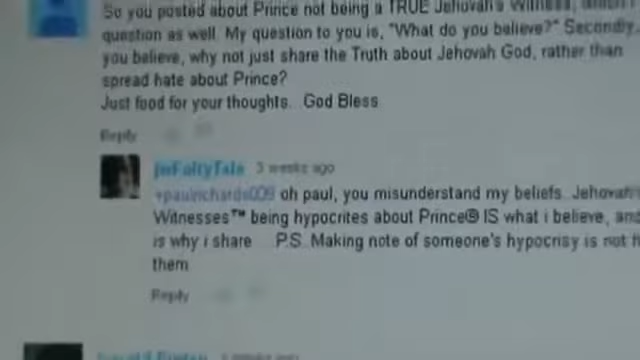 So you posted about Prince not being a TRUE Jehovah's Witness, which
question as well. My question to you is, "What do you believe?" Secondly
you believe, why not just share the Truth about Jehovah God, rather than
spread hate about Prince?
Just food for your thoughts...God Bless
Reply
3 weeks ago
oh paul, you misunderstand my beliefs. Jehovah's
Witnesses™ being hypocrites about Prince® IS what i believe, and
is why i share ... P.S. Making note of someone's hypocrisy is not
them
Reply